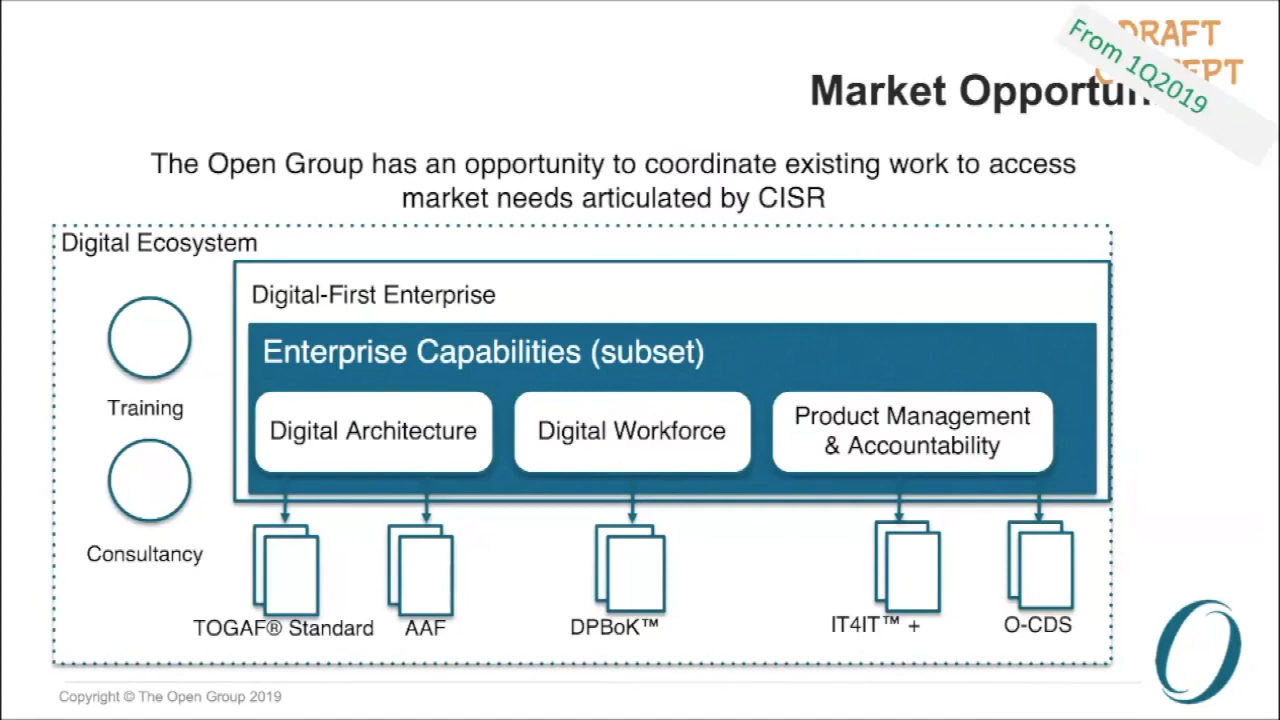 DRAFT
From 1Q2019
Market
The Open Group has an opportunity to coordinate existing work to access
market needs articulated by CISR
Digital Ecosystem
Digital-First Enterprise
Enterprise Capabilities (subset)
Training
Digital Architecture
Digital Workforce
Product Management
& Accountability
Consultancy
TOGAF® Standard
AAF
DPBoK™
IT4IT™ +
O-CDS
Copyright © The Open Group 2019